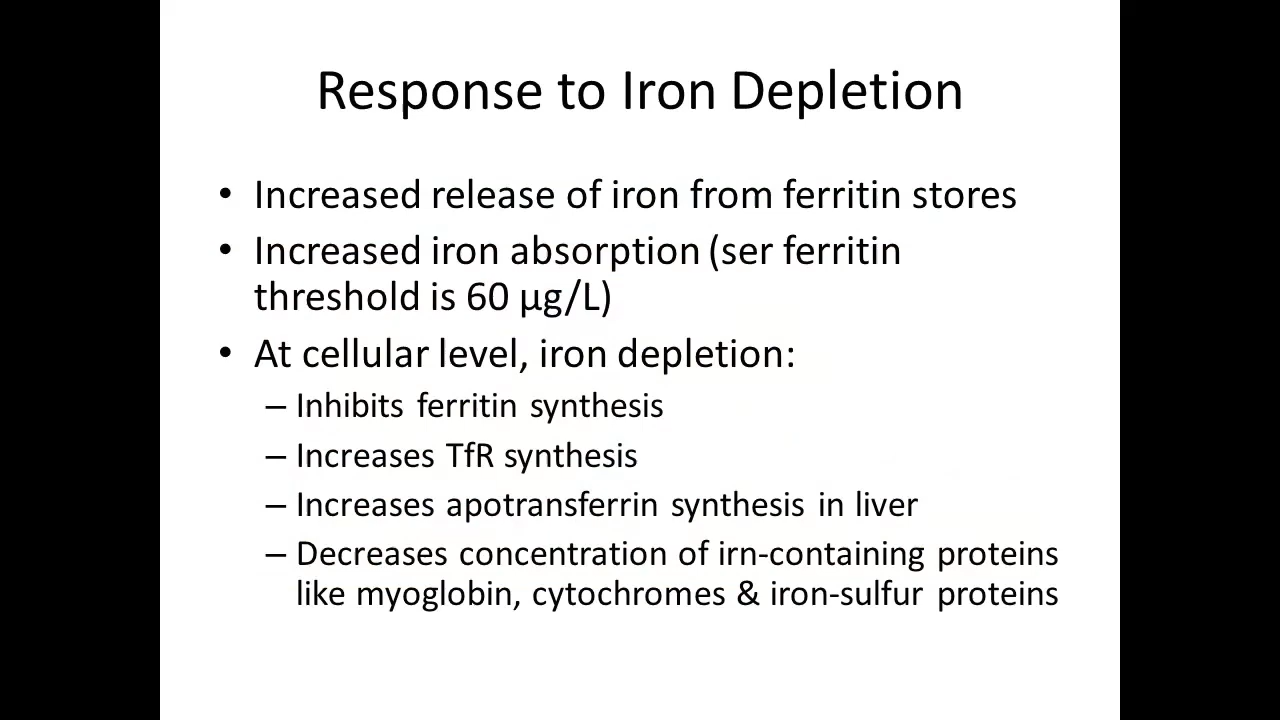 Response to Iron Depletion
• Increased release of iron from ferritin stores
• Increased iron absorption (ser ferritin
threshold is 60 µg/L)
• At cellular level, iron depletion:
– Inhibits ferritin synthesis
– Increases TfR synthesis
– Increases apotransferrin synthesis in liver
– Decreases concentration of irn-containing proteins
like myoglobin, cytochromes & iron-sulfur proteins